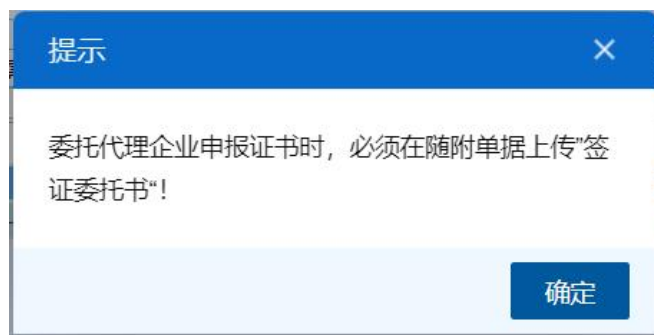 提示
委托代理企业申报证书时，必须在随附单据上传”签
证委托书“！
确定